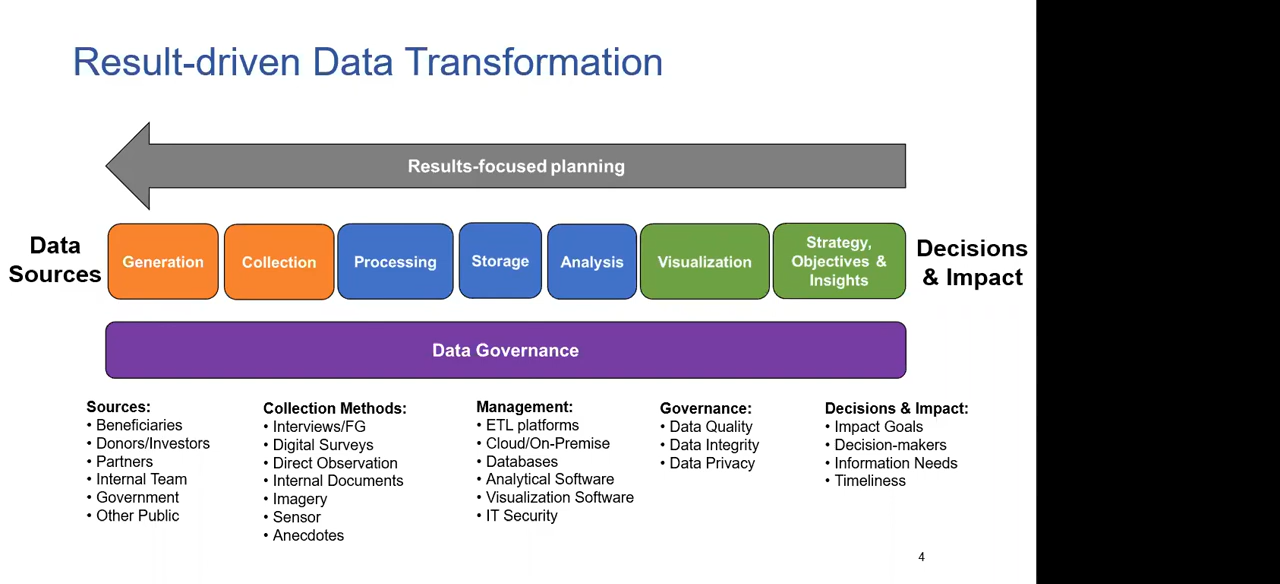 Result-driven Data Transformation
Results-focused planning
Data
Sources
Generation
Collection
Processing
Storage
Analysis
Visualization
Strategy,
Objectives &
Insights
Decisions
& Impact
Data Governance
Sources:
• Beneficiaries
• Donors/Investors
• Partners
• Internal Team
• Government
• Other Public
Collection Methods:
• Interviews/FG
• Digital Surveys
• Direct Observation
• Internal Documents
• Imagery
• Sensor
• Anecdotes
Management:
• ETL platforms
• Cloud/On-Premise
• Databases
• Analytical Software
• Visualization Software
• IT Security
Governance:
• Data Quality
• Data Integrity
• Data Privacy
Decisions & Impact:
• Impact Goals
• Decision-makers
• Information Needs
• Timeliness
4